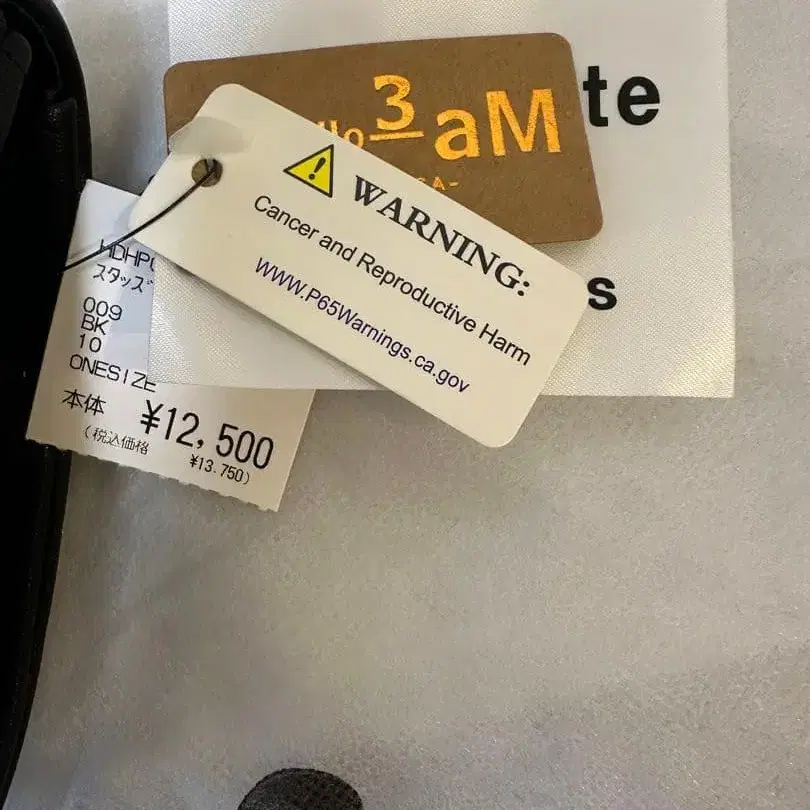 te
3 aM
s
WARNING:
Cancer and Reproductive Harm
WWW.P65Warnings.ca.gov
スタッズ
009
BK
10
ONESIZE
本体 ¥12,500
(税込価格 ¥13.750)